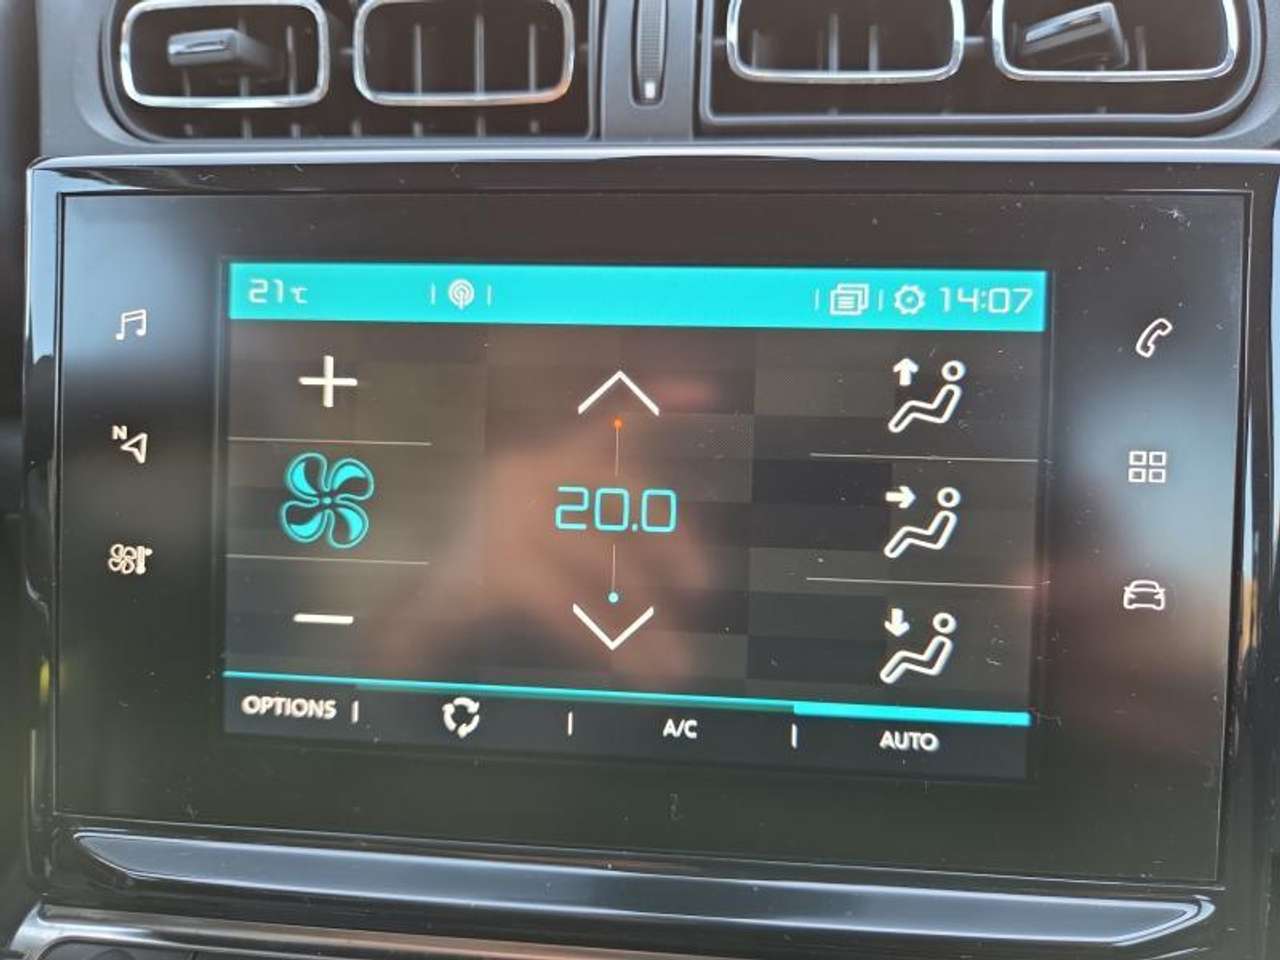 21°C 14:07
N
20.0
OPTIONS A/C AUTO